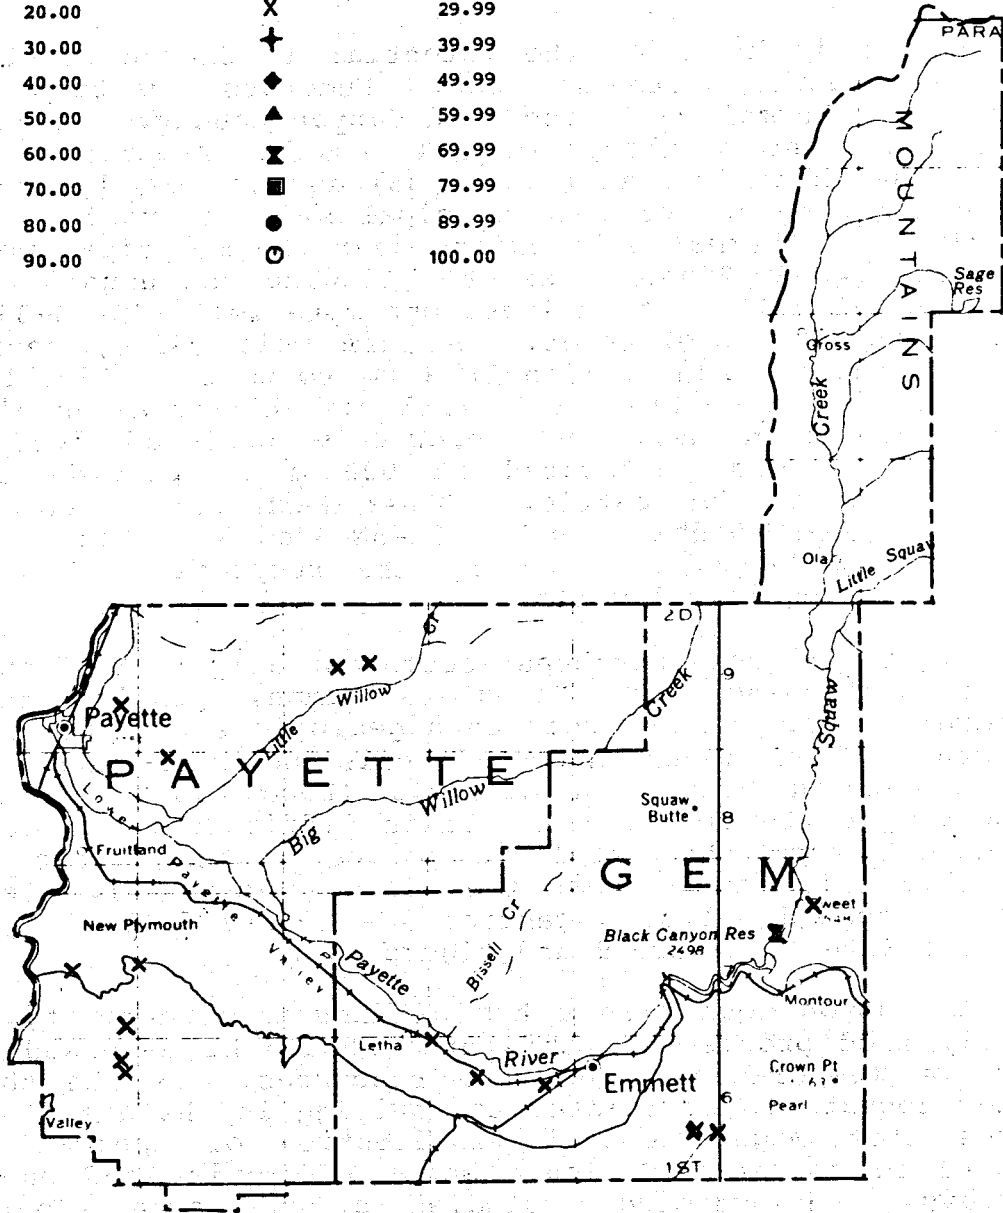 20.00 29.99
30.00 39.99
40.00 49.99
50.00 59.99
60.00 69.99
70.00 79.99
80.00 89.99
90.00 100.00
PARA
MOUNTAINS
Sage
Res
Cross
Creek
Ola
Little Squaw
2D
Gr
9
Willow
Creek
Squaw
Payette
Little
PAYETTE
Willow
Squaw
Butte
8
Big
Lower
Fruitland
Payette
GEM
Cr
weet
New Plymouth
Black Canyon Res
2498
Valley
Payette
Bissell
Montour
Letha
River
Crown Pt
Emmett
6
Pearl
Valley
1ST